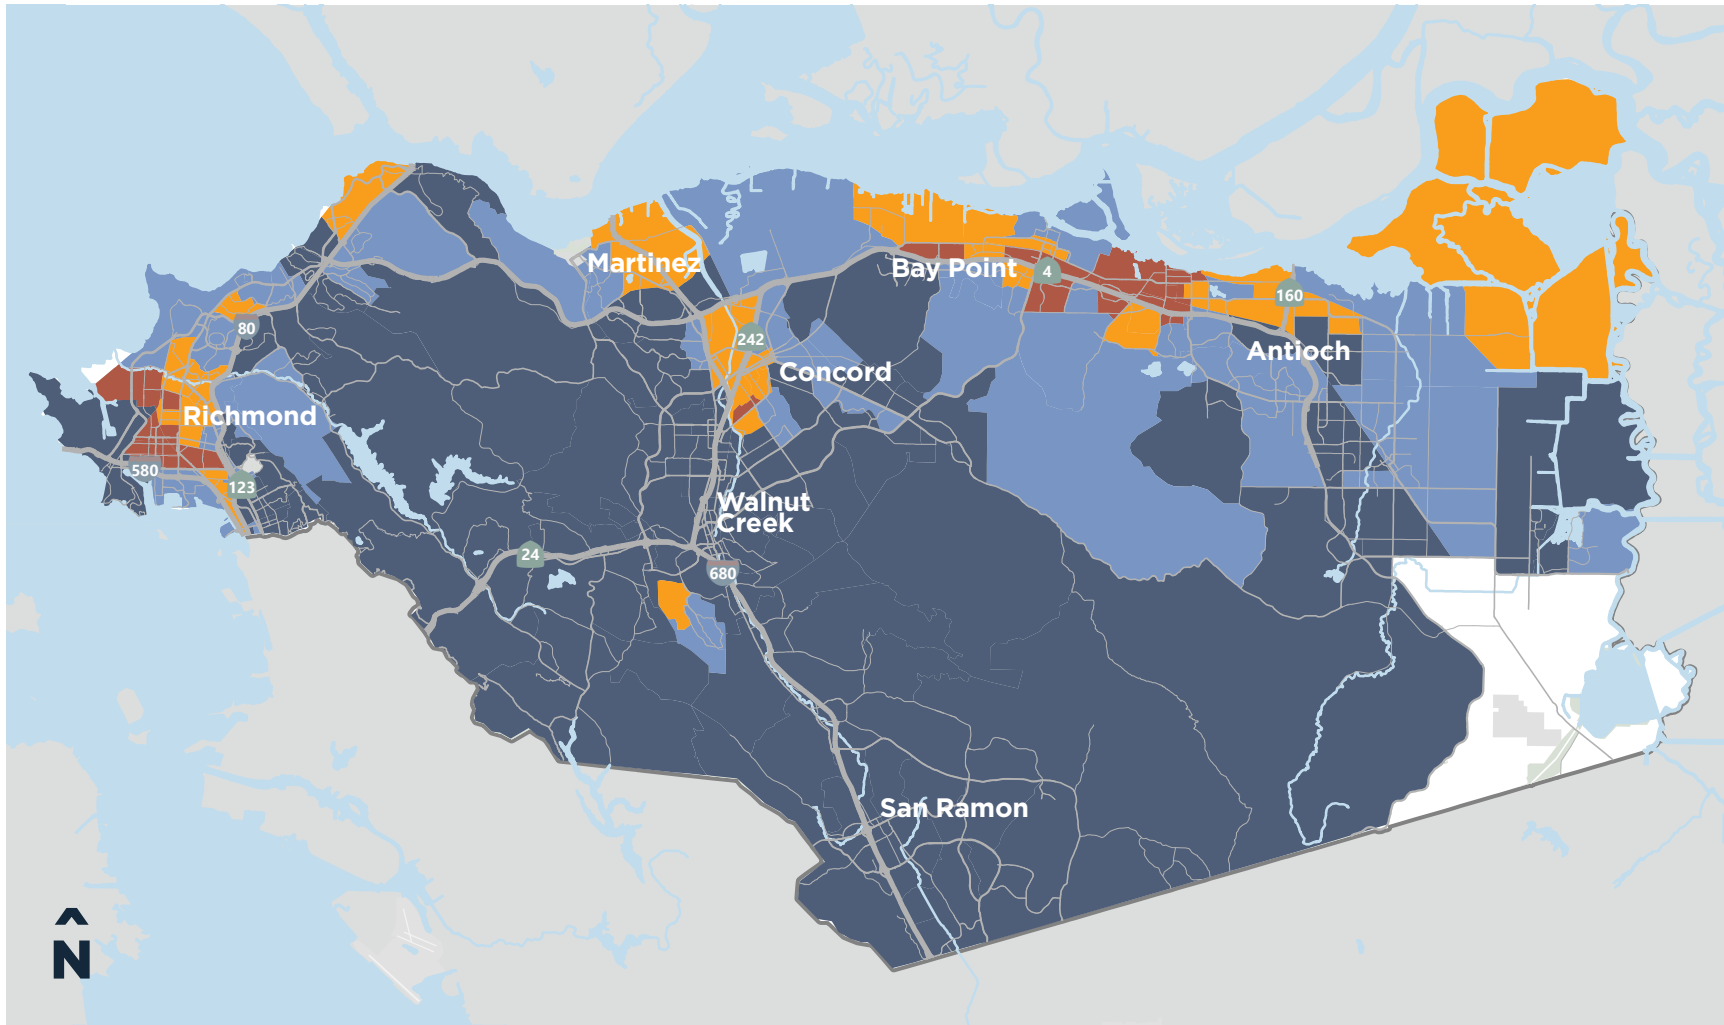 Martinez
Bay Point
4
160
80
242
Antioch
Concord
Richmond
580
123
Walnut
Creek
24
680
San Ramon
N